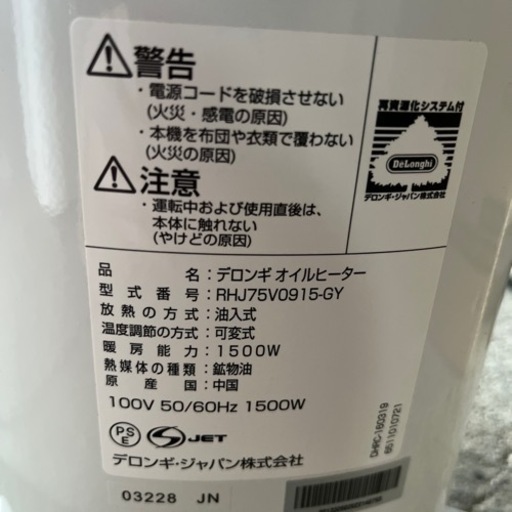 警告
・電源コードを破損させない
(火災・感電の原因)
・本機を布団や衣類で覆わない
(火災の原因)
注意
・運転中および使用直後は、
本体に触れない
(やけどの原因)
再資源化システム付
DeLonghi
デロンギ・ジャパン株式会社
品 名：デロンギ オイルヒーター
型式番号：RHJ75V0915-GY
放熱の方式：油入式
温度調節の方式：可変式
暖房能力：1500W
熱媒体の種類：鉱物油
原産国：中国
100V 50/60Hz 1500W
PS E JET
デロンギ・ジャパン株式会社
DHRC-160319
6511010721
03228 JN